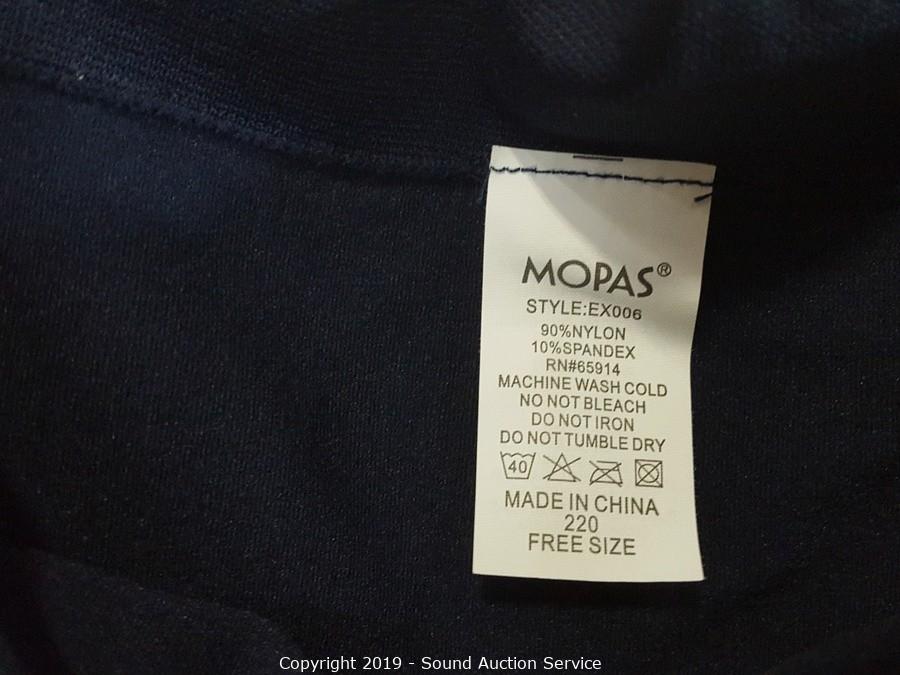 MOPAS®
STYLE:EX006
90%NYLON
10%SPANDEX
RN#65914
MACHINE WASH COLD
NO NOT BLEACH
DO NOT IRON
DO NOT TUMBLE DRY
40
MADE IN CHINA
220
FREE SIZE
Copyright 2019 - Sound Auction Service